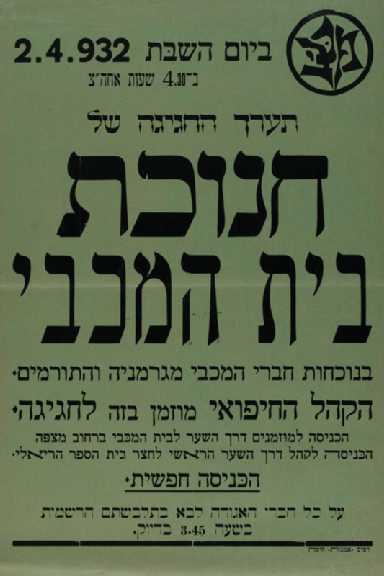 ביום השבת 2.4.932
ב־4.00 שעות אחה״צ
תערך החגיגה של
חנוכת
בית המכבי
בנוכחות חברי המכבי מגרמניה והתורמים.
הקהל החיפואי מוזמן בזה לחגיגה.
הכניסה למוזמנים דרך השער לבית המכבי ברחוב מצפה
הכניסה לקהל דרך השער הראשי לחצר בית הספר הריאלי.
הכניסה חפשית.
על כל חברי האגודה לבא בתלבשתם הרשמית
בשעה 3.45 בדיוק.